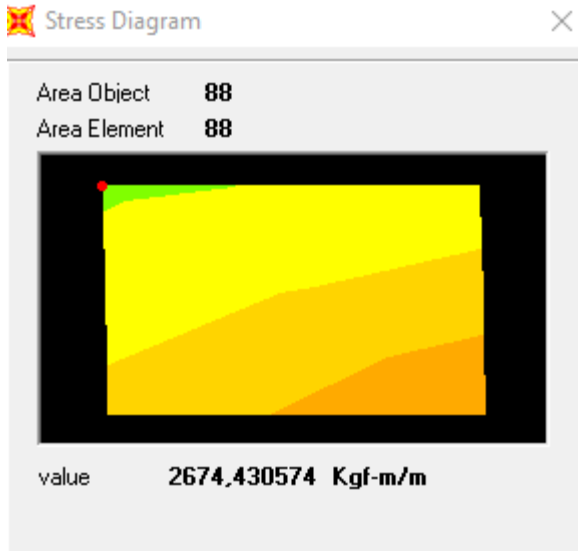 Stress Diagram
Area Object 88
Area Element 88
value 2674,430574 Kgf-m/m